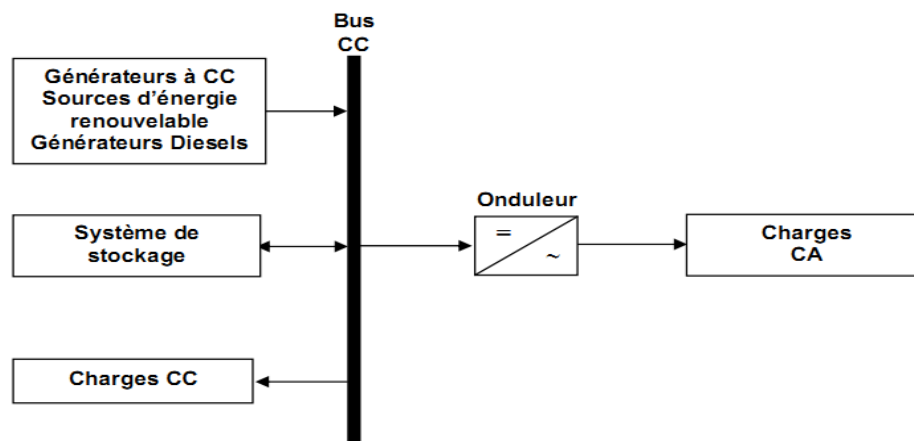 Bus
CC
Générateurs à CC
Sources d'énergie
renouvelable
Générateurs Diesels
Onduleur
=
~
Système de
stockage
Charges
CA
Charges CC